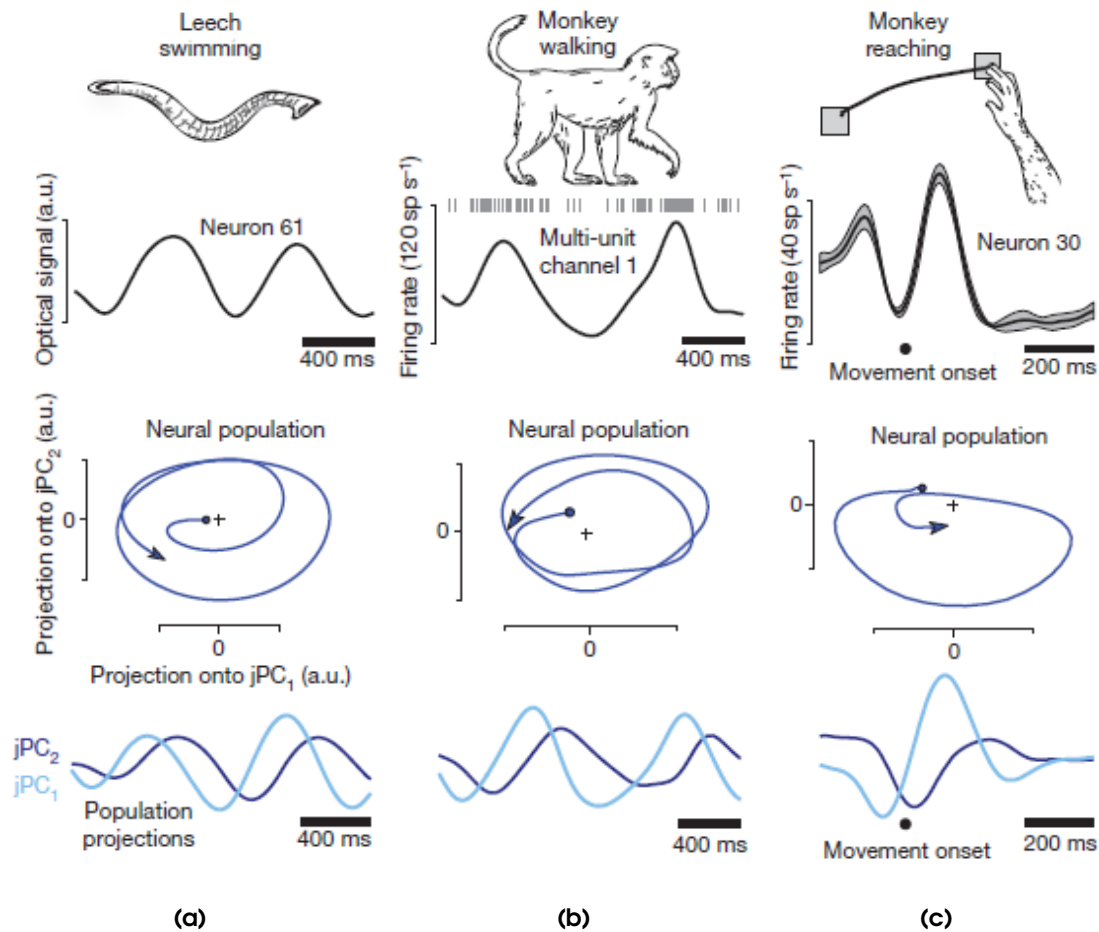 Leech
swimming
Monkey
walking
Monkey
reaching
Optical signal (a.u.)
Neuron 61
400 ms
Firing rate (120 sp s⁻¹)
Multi-unit
channel 1
400 ms
Firing rate (40 sp s⁻¹)
Neuron 30
Movement onset
200 ms
Projection onto jPC₂ (a.u.)
Neural population
0
0
Projection onto jPC₁ (a.u.)
Neural population
0
0
Neural population
0
0
jPC₂
jPC₁
Population
projections
400 ms
400 ms
Movement onset
200 ms
(a)
(b)
(c)